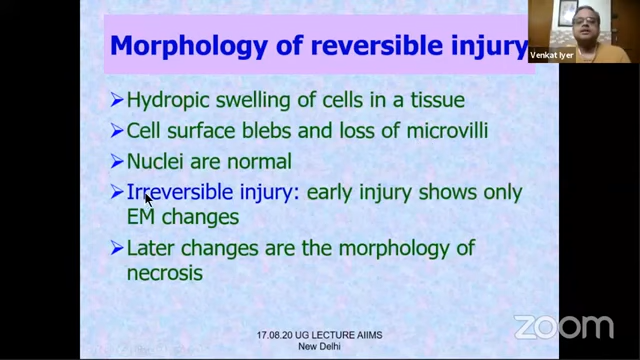 Morphology of reversible injury
Venkat Iyer
➢Hydropic swelling of cells in a tissue
➢Cell surface blebs and loss of microvilli
➢Nuclei are normal
➢Irreversible injury: early injury shows only
EM changes
➢Later changes are the morphology of
necrosis
17.08.20 UG LECTURE AIIMS
New Delhi
zoom